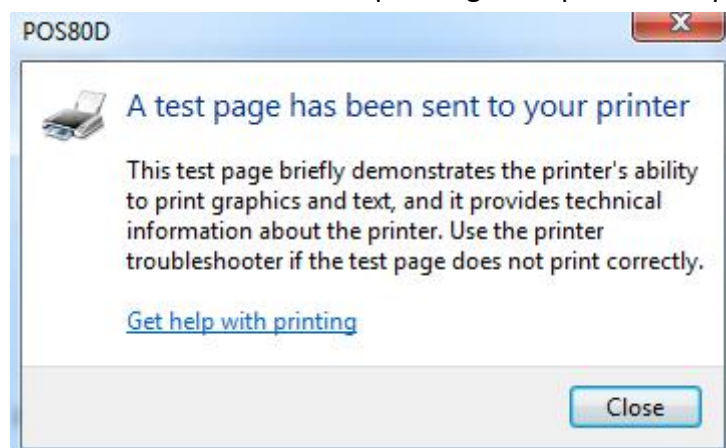 POS80D
A test page has been sent to your printer
This test page briefly demonstrates the printer's ability
to print graphics and text, and it provides technical
information about the printer. Use the printer
troubleshooter if the test page does not print correctly.
Get help with printing
Close